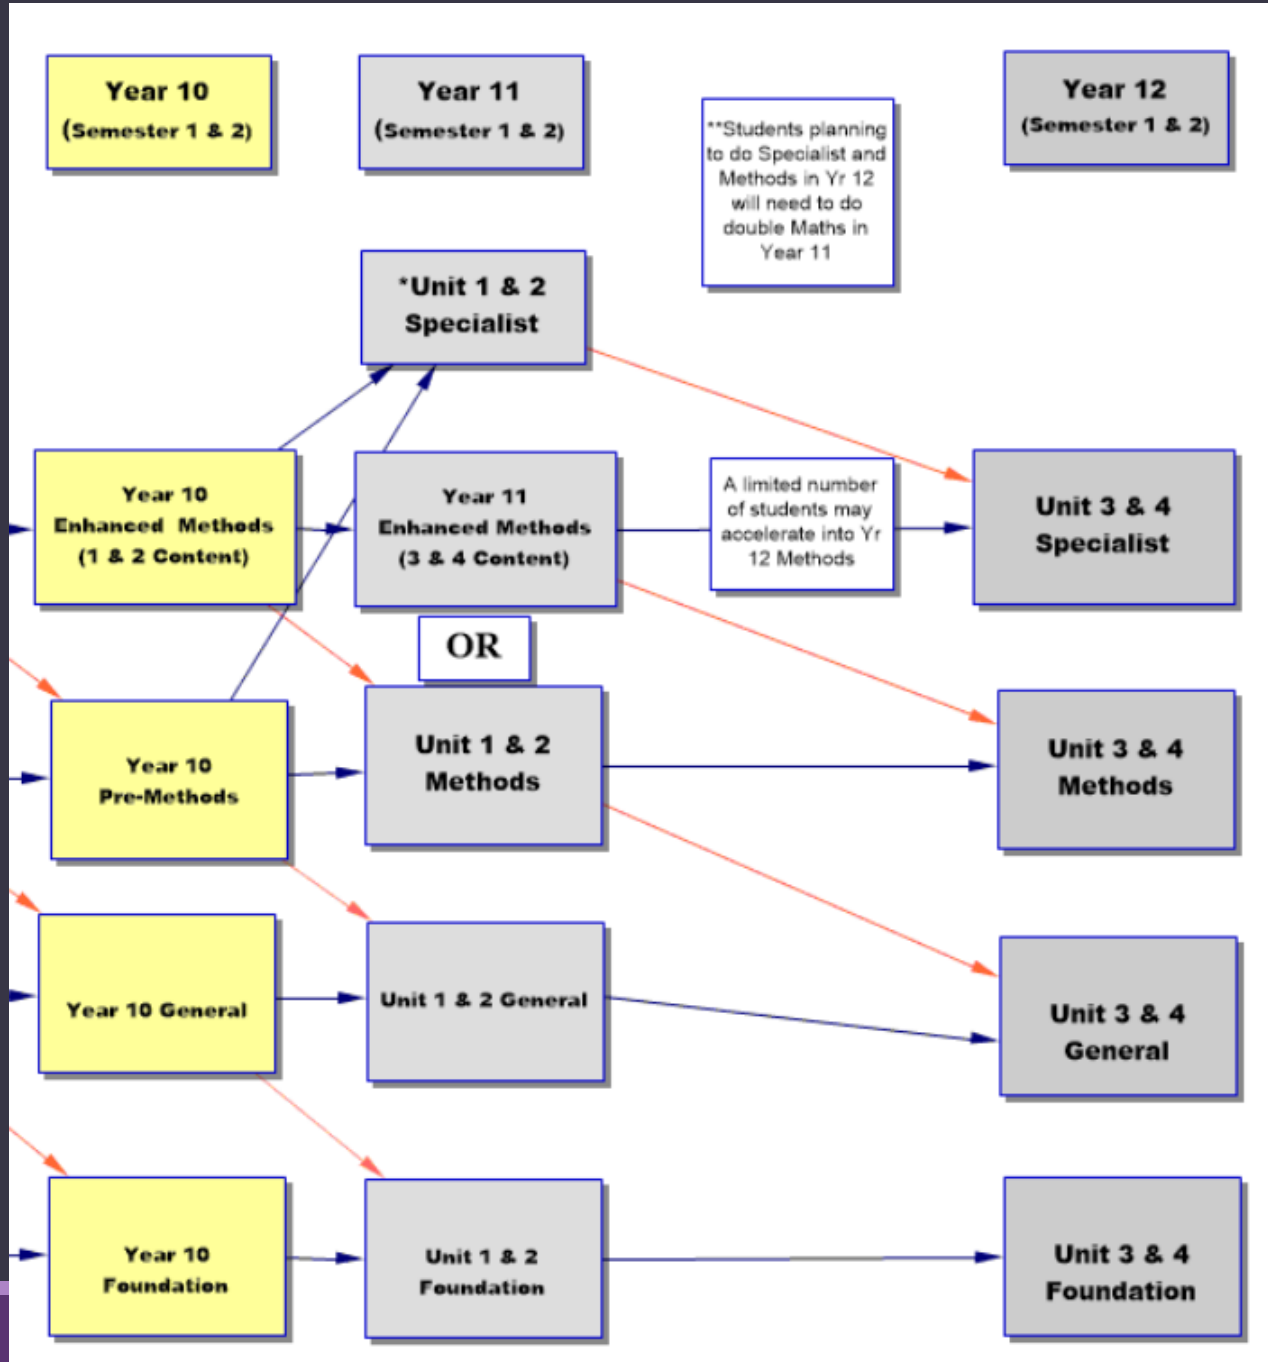 Year 10
(Semester 1 & 2)
Year 11
(Semester 1 & 2)
**Students planning
to do Specialist and
Methods in Yr 12
will need to do
double Maths in
Year 11
Year 12
(Semester 1 & 2)
*Unit 1 & 2
Specialist
Year 10
Enhanced Methods
(1 & 2 Content)
Year 11
Enhanced Methods
(3 & 4 Content)
A limited number
of students may
accelerate into Yr
12 Methods
Unit 3 & 4
Specialist
OR
Year 10
Pre-Methods
Unit 1 & 2
Methods
Unit 3 & 4
Methods
Year 10 General
Unit 1 & 2 General
Unit 3 & 4
General
Year 10
Foundation
Unit 1 & 2
Foundation
Unit 3 & 4
Foundation